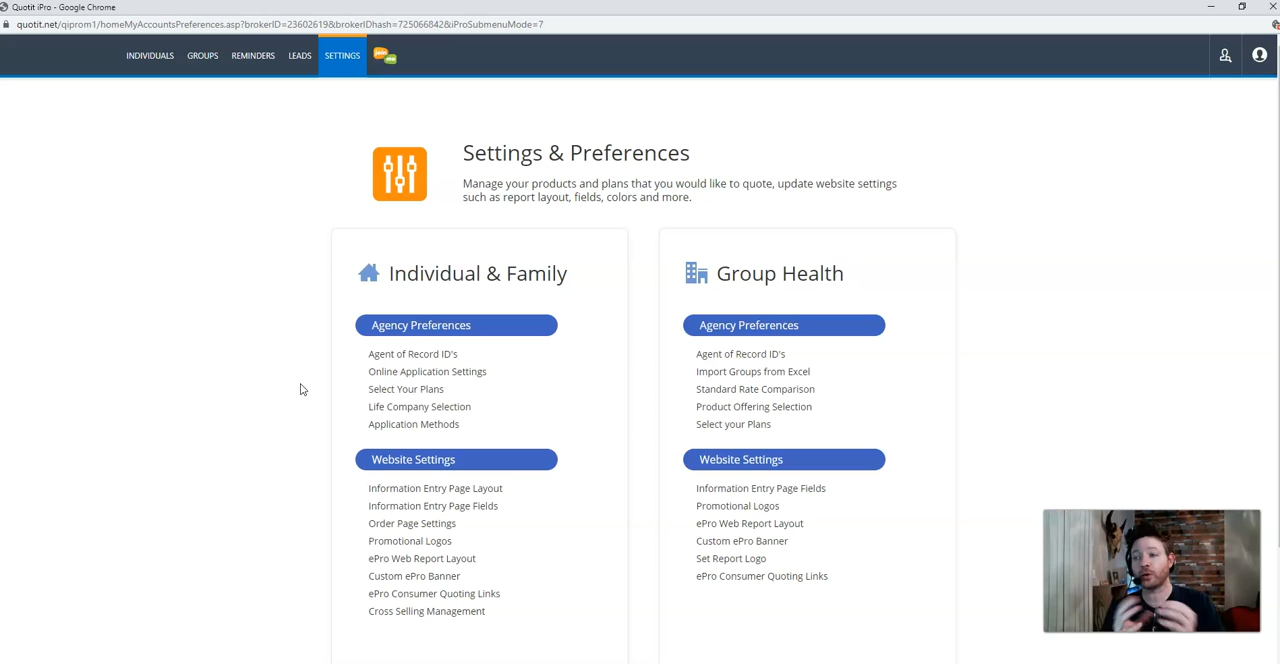 Quotit iPro - Google Chrome
quotit.net/qiprom1/homeMyAccountsPreferences.asp?brokerID=23602619&brokerIDhash=725066842&iProSubmenuMode=7
INDIVIDUALS GROUPS REMINDERS LEADS SETTINGS join me
Settings & Preferences
Manage your products and plans that you would like to quote, update website settings
such as report layout, fields, colors and more.
Individual & Family
Agency Preferences
Agent of Record ID's
Online Application Settings
Select Your Plans
Life Company Selection
Application Methods
Website Settings
Information Entry Page Layout
Information Entry Page Fields
Order Page Settings
Promotional Logos
ePro Web Report Layout
Custom ePro Banner
ePro Consumer Quoting Links
Cross Selling Management
Group Health
Agency Preferences
Agent of Record ID's
Import Groups from Excel
Standard Rate Comparison
Product Offering Selection
Select your Plans
Website Settings
Information Entry Page Fields
Promotional Logos
ePro Web Report Layout
Custom ePro Banner
Set Report Logo
ePro Consumer Quoting Links